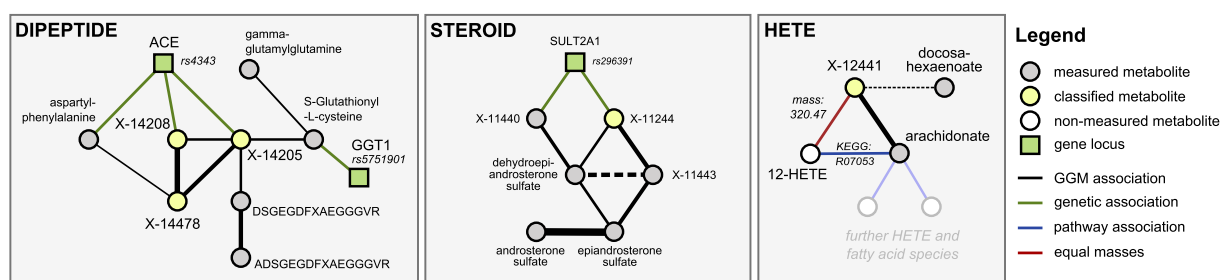 DIPEPTIDE
ACE
rs4343
gamma-
glutamylglutamine
aspartyl-
phenylalanine
X-14208
X-14205
S-Glutathionyl
-L-cysteine
GGT1
rs5751901
X-14478
DSGEGDFXAEGGGVR
ADSGEGDFXAEGGGVR
STEROID
SULT2A1
rs296391
X-11440
X-11244
dehydroepi-
androsterone
sulfate
X-11443
androsterone
sulfate
epiandrosterone
sulfate
HETE
X-12441
docosa-
hexaenoate
mass:
320.47
arachidonate
KEGG:
R07053
12-HETE
further HETE and
fatty acid species
Legend
measured metabolite
classified metabolite
non-measured metabolite
gene locus
GGM association
genetic association
pathway association
equal masses